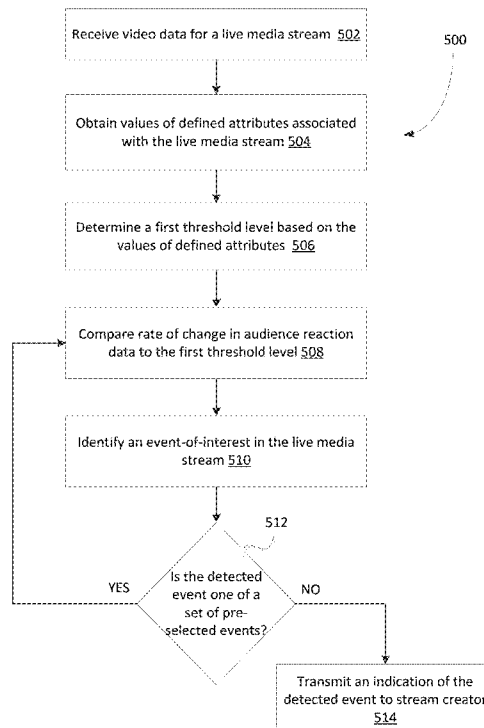 Receive video data for a live media stream 502
500
Obtain values of defined attributes associated
with the live media stream 504
Determine a first threshold level based on the
values of defined attributes 506
Compare rate of change in audience reaction
data to the first threshold level 508
Identify an event-of-interest in the live media
stream 510
512
YES
Is the detected
event one of a
set of pre-
selected events?
NO
Transmit an indication of the
detected event to stream creator
514